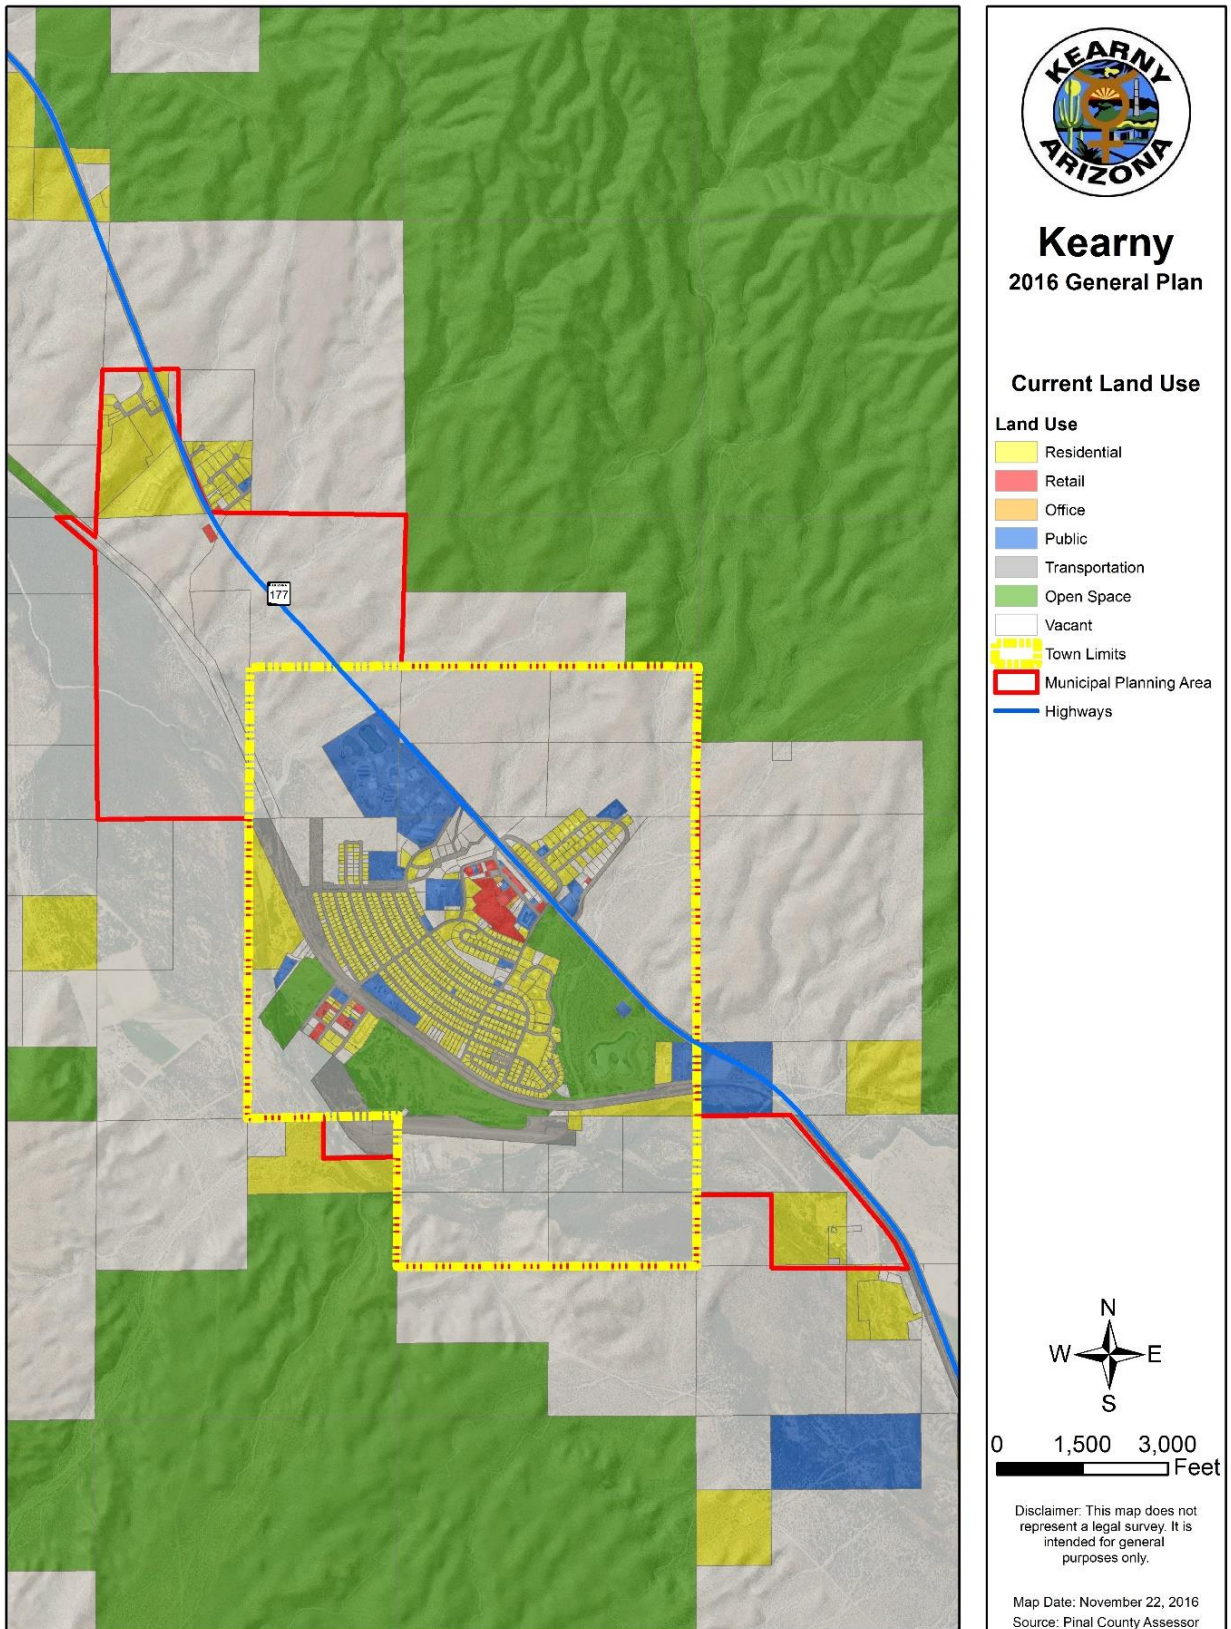 KEARNY
ARIZONA
Kearny
2016 General Plan
Current Land Use
Land Use
Residential
Retail
Office
Public
Transportation
Open Space
Vacant
Town Limits
Municipal Planning Area
Highways
177
N
W E
S
0 1,500 3,000
Feet
Disclaimer: This map does not
represent a legal survey. It is
intended for general
purposes only.
Map Date: November 22, 2016
Source: Pinal County Assessor